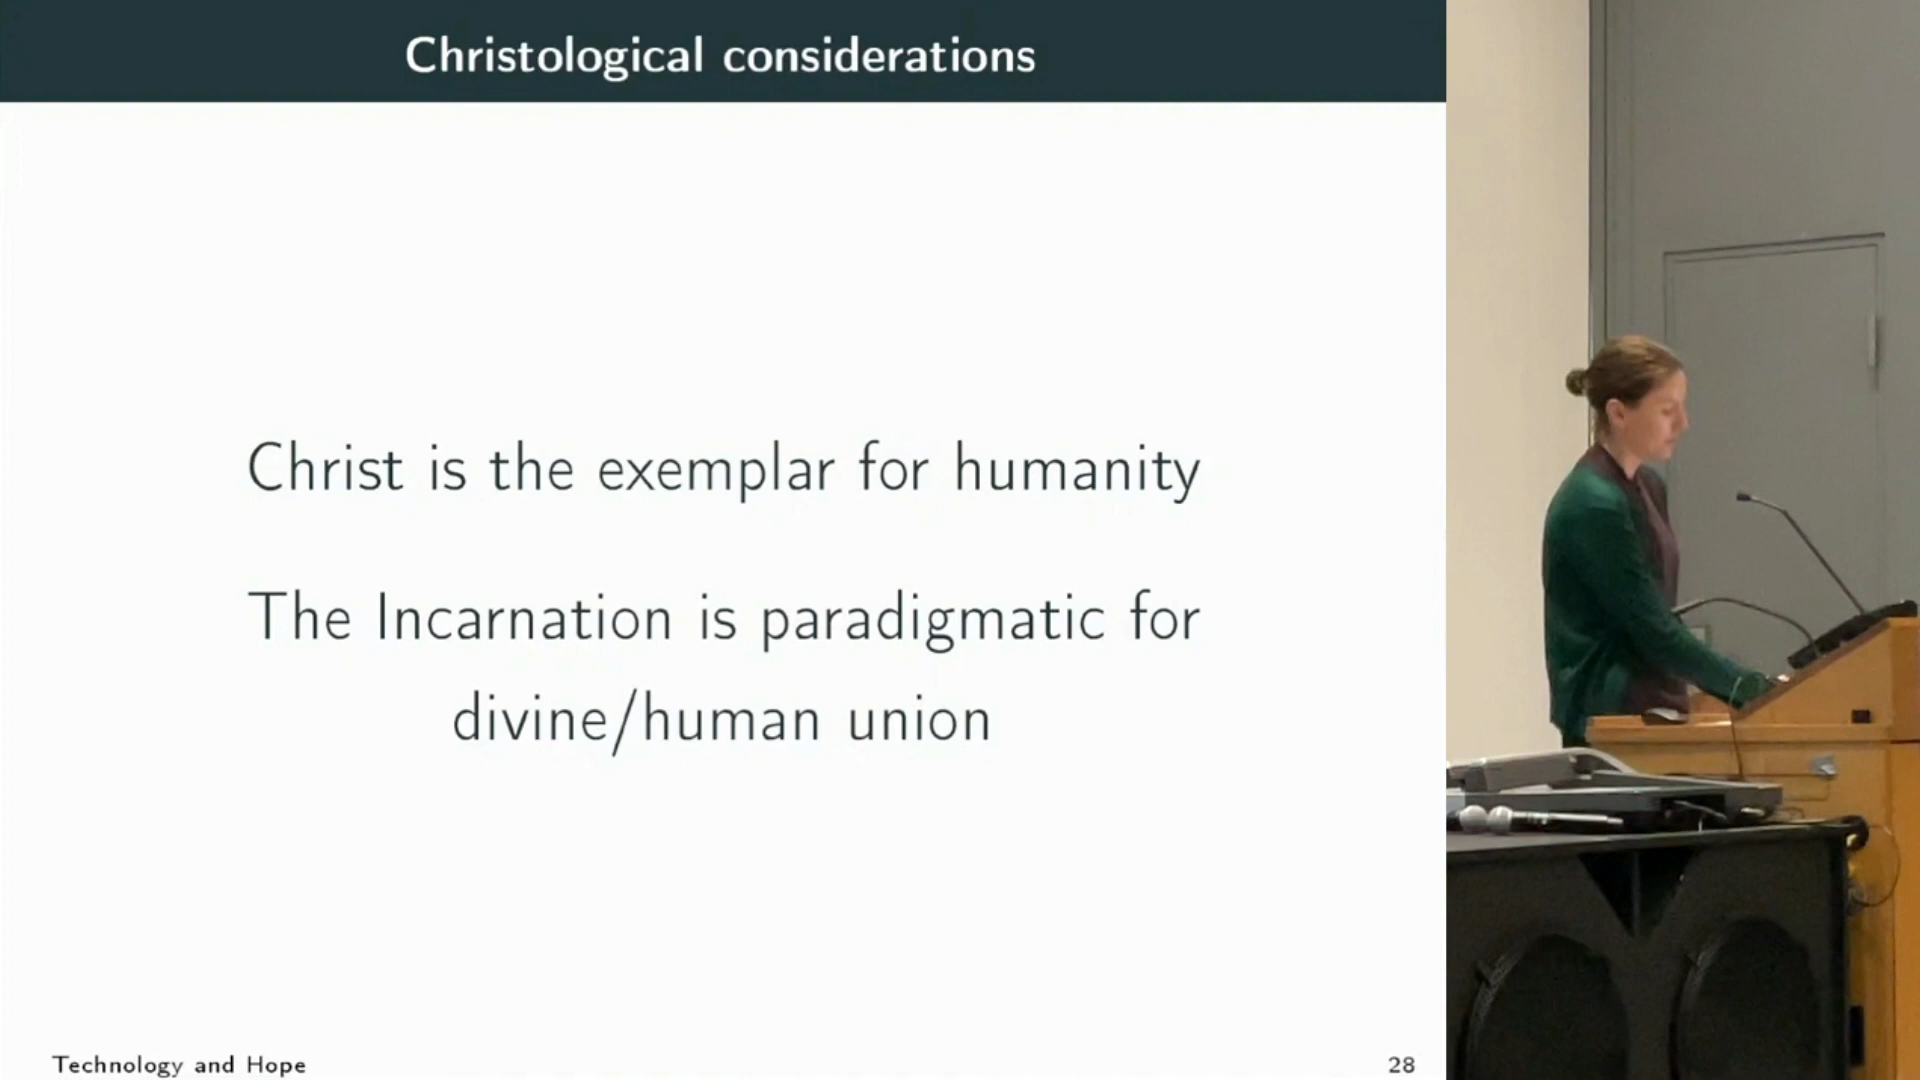 Christological considerations
Christ is the exemplar for humanity
The Incarnation is paradigmatic for
divine/human union
Technology and Hope
28